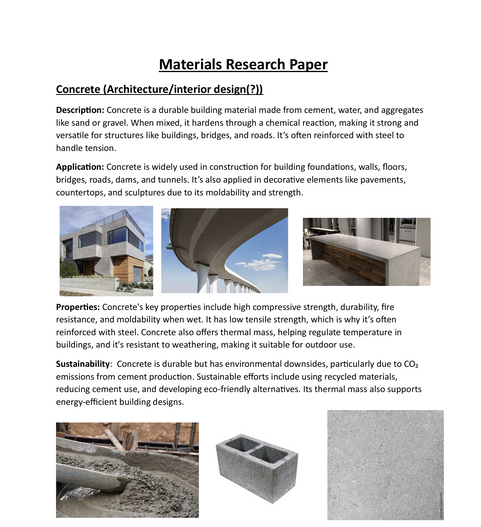 Materials Research Paper
Concrete (Architecture/interior design(?))
Description: Concrete is a durable building material made from cement, water, and aggregates
like sand or gravel. When mixed, it hardens through a chemical reaction, making it strong and
versatile for structures like buildings, bridges, and roads. It’s often reinforced with steel to
handle tension.
Application: Concrete is widely used in construction for building foundations, walls, floors,
bridges, roads, dams, and tunnels. It’s also applied in decorative elements like pavements,
countertops, and sculptures due to its moldability and strength.
Properties: Concrete's key properties include high compressive strength, durability, fire
resistance, and moldability when wet. It has low tensile strength, which is why it’s often
reinforced with steel. Concrete also offers thermal mass, helping regulate temperature in
buildings, and it's resistant to weathering, making it suitable for outdoor use.
Sustainability: Concrete is durable but has environmental downsides, particularly due to CO₂
emissions from cement production. Sustainable efforts include using recycled materials,
reducing cement use, and developing eco-friendly alternatives. Its thermal mass also supports
energy-efficient building designs.